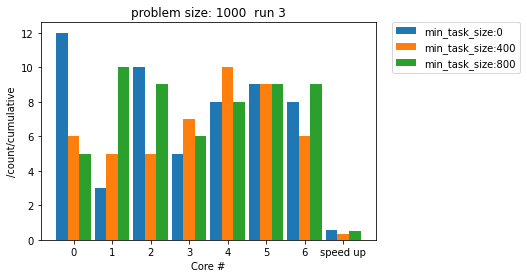 problem size: 1000  run 3
min_task_size:0
min_task_size:400
min_task_size:800
/count/cumulative
12
10
8
6
4
2
0
0 1 2 3 4 5 6 speed up
Core #